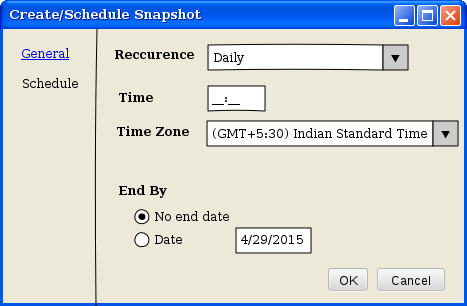 Create/Schedule Snapshot
General
Schedule
Reccurence
Daily
Time
__:__
Time Zone
(GMT+5:30) Indian Standard Time
End By
No end date
Date
4/29/2015
OK
Cancel